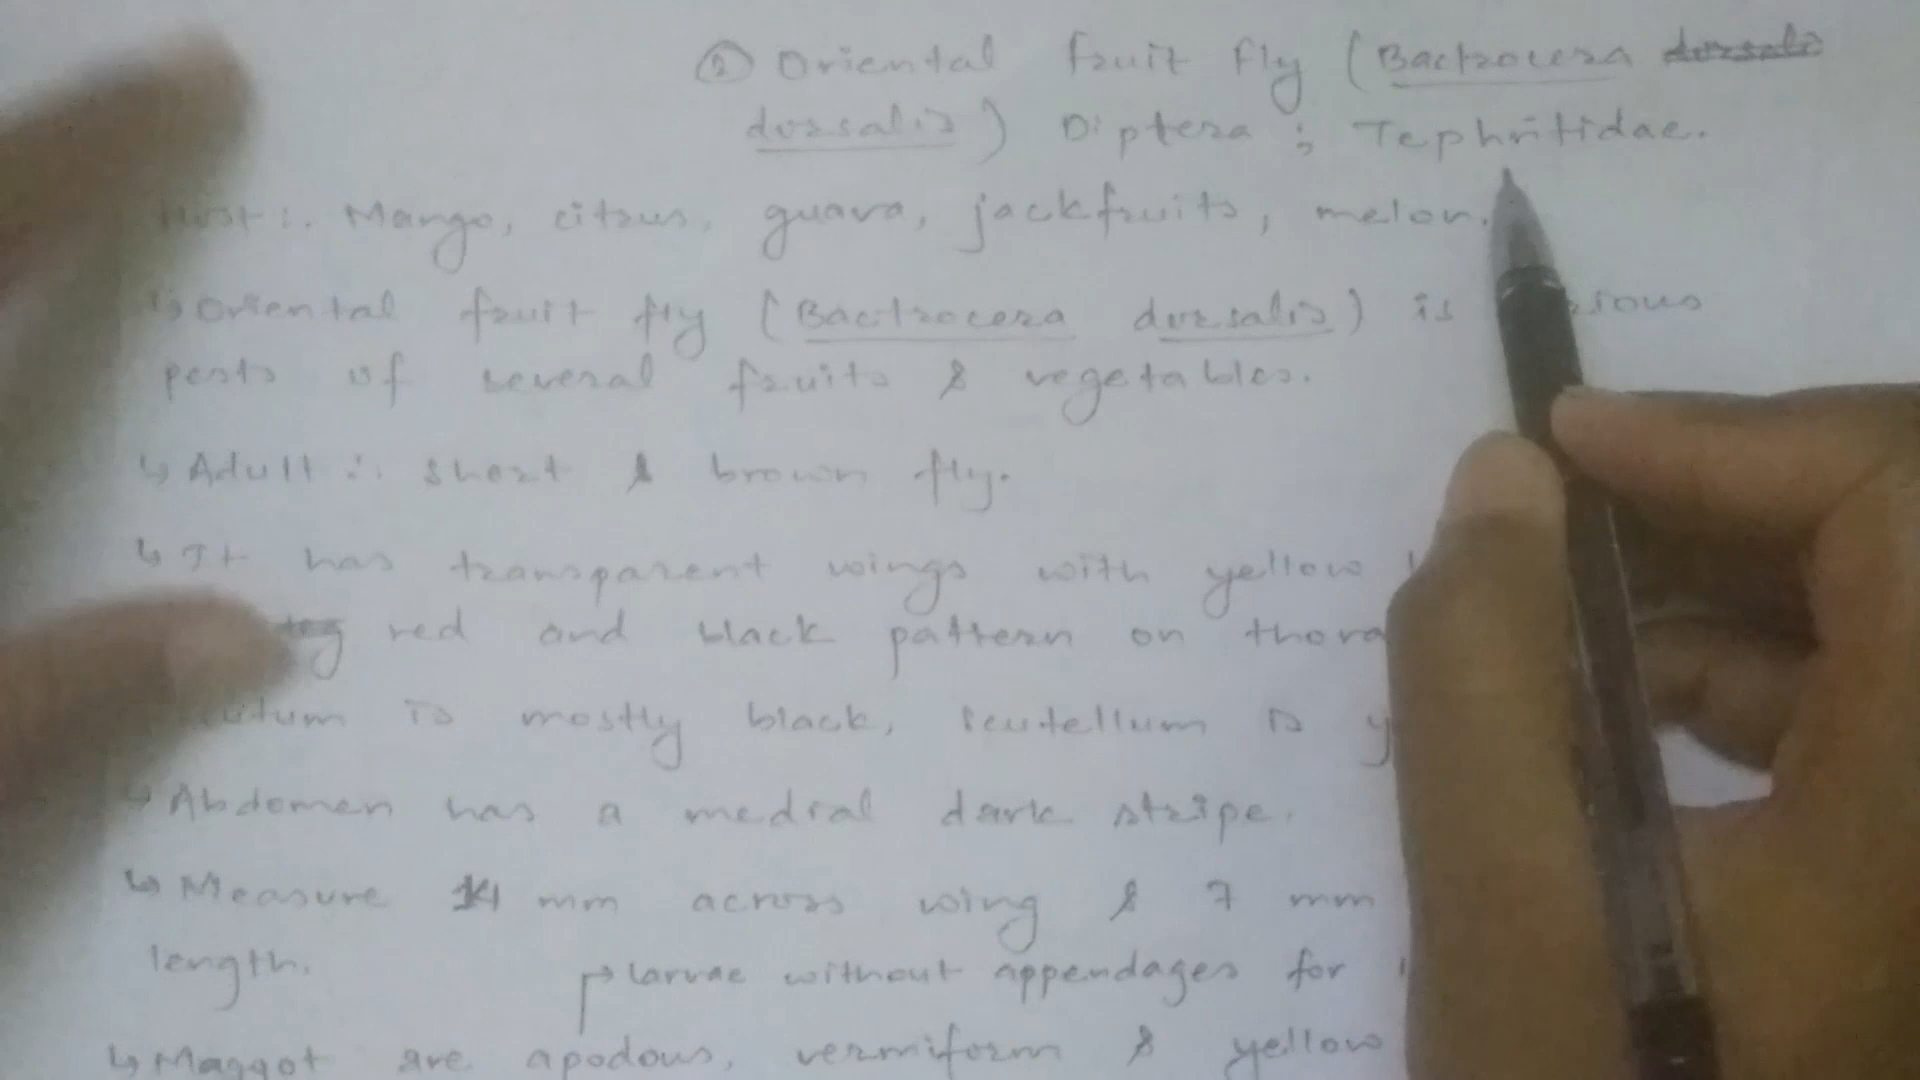 ② Oriental fruit fly (Bactrocera
dorsalis) Diptera ; Tephritidae.
Host :. Mango, citrus, guava, jackfruits, melon.
↳ Oriental fruit fly (Bactrocera dorsalis) is
pests of several fruits & vegetables.
↳ Adult :. short & brown fly.
↳ It has transparent wings with yellow
red and black pattern on
is mostly black, scutellum is
↳ Abdomen has a medial dark stripe.
↳ Measure 14 mm across wing & 7 mm
length.
larvae without appendages for
↳ Maggot are apodous, vermiform & yellow